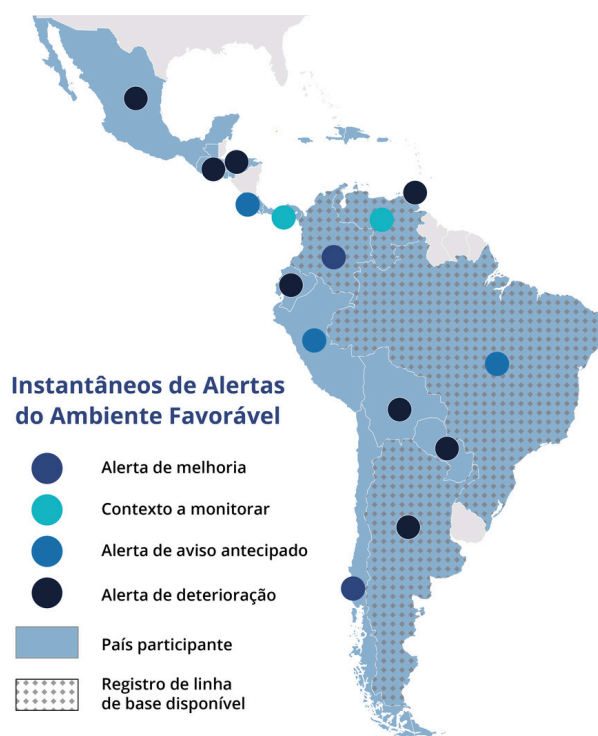 Instantâneos de Alertas
do Ambiente Favorável
Alerta de melhoria
Contexto a monitorar
Alerta de aviso antecipado
Alerta de deterioração
País participante
Registro de linha
de base disponível